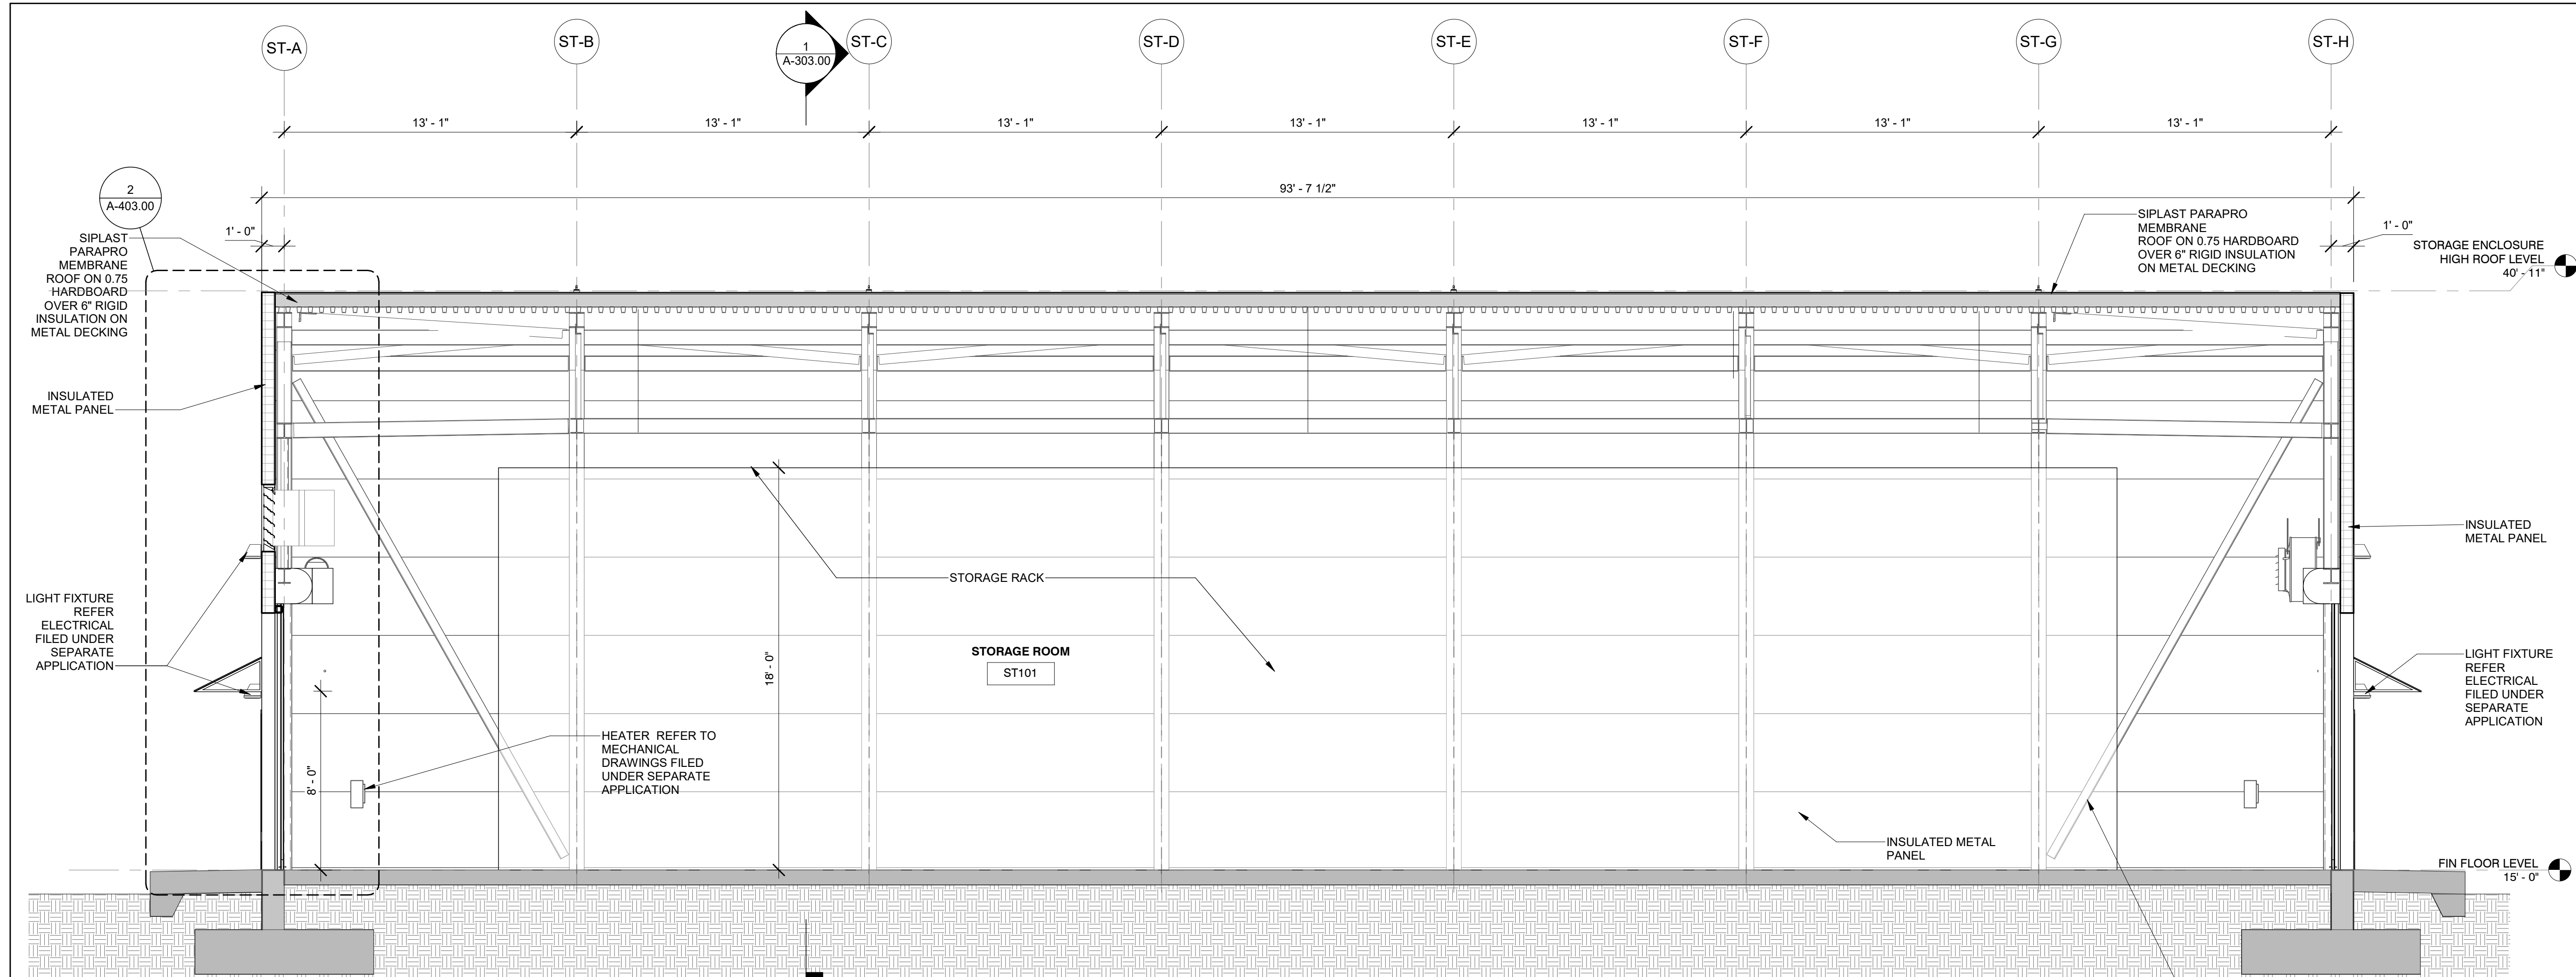 ST-A
ST-B
1
A-303.00
ST-C
ST-D
ST-E
ST-F
ST-G
ST-H
13' - 1"
13' - 1"
13' - 1"
13' - 1"
13' - 1"
13' - 1"
13' - 1"
93' - 7 1/2"
2
A-403.00
1' - 0"
SIPLAST
PARAPRO
MEMBRANE
ROOF ON 0.75
HARDBOARD
OVER 6" RIGID
INSULATION ON
METAL DECKING
SIPLAST PARAPRO
MEMBRANE
ROOF ON 0.75 HARDBOARD
OVER 6" RIGID INSULATION
ON METAL DECKING
1' - 0"
STORAGE ENCLOSURE
HIGH ROOF LEVEL
40' - 11"
INSULATED
METAL PANEL
INSULATED
METAL PANEL
STORAGE RACK
LIGHT FIXTURE
REFER
ELECTRICAL
FILED UNDER
SEPARATE
APPLICATION
STORAGE ROOM
ST101
18' - 0"
LIGHT FIXTURE
REFER
ELECTRICAL
FILED UNDER
SEPARATE
APPLICATION
8' - 0"
HEATER REFER TO
MECHANICAL
DRAWINGS FILED
UNDER SEPARATE
APPLICATION
INSULATED METAL
PANEL
FIN FLOOR LEVEL
15' - 0"